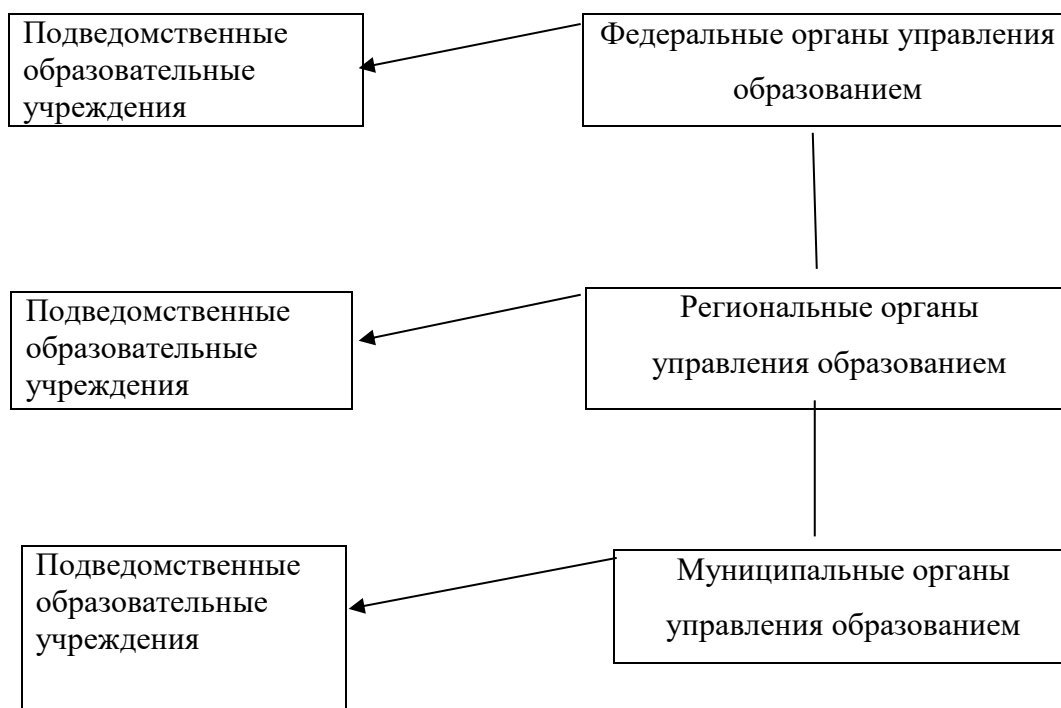 Подведомственные
образовательные
учреждения
Федеральные органы управления
образованием
Подведомственные
образовательные
учреждения
Региональные органы
управления образованием
Подведомственные
образовательные
учреждения
Муниципальные органы
управления образованием